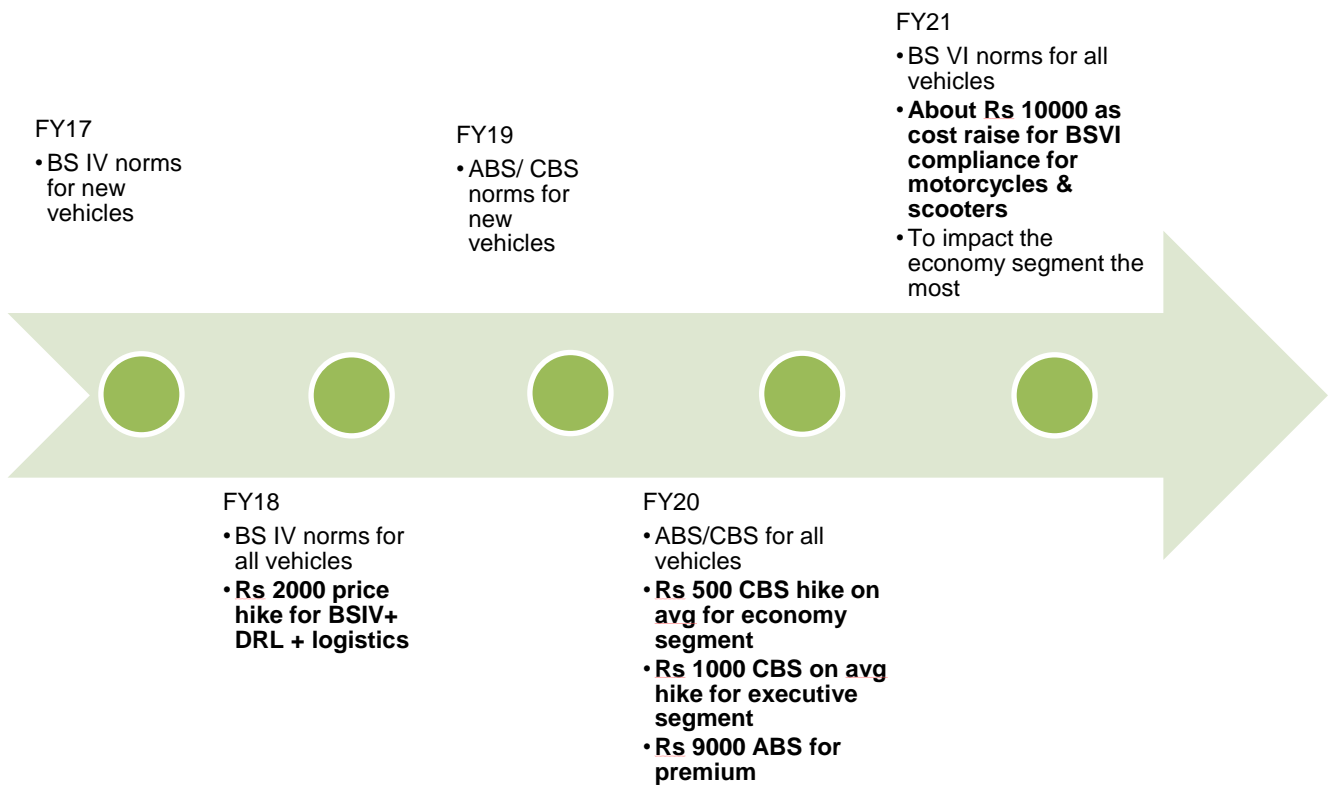 FY17
•BS IV norms
for new
vehicles
FY18
•BS IV norms for
all vehicles
•Rs 2000 price
hike for BSIV+
DRL + logistics
FY19
•ABS/ CBS
norms for
new
vehicles
FY20
•ABS/CBS for all
vehicles
•Rs 500 CBS hike on
avg for economy
segment
•Rs 1000 CBS on avg
hike for executive
segment
•Rs 9000 ABS for
premium
FY21
•BS VI norms for all
vehicles
•About Rs 10000 as
cost raise for BSVI
compliance for
motorcycles &
scooters
•To impact the
economy segment the
most